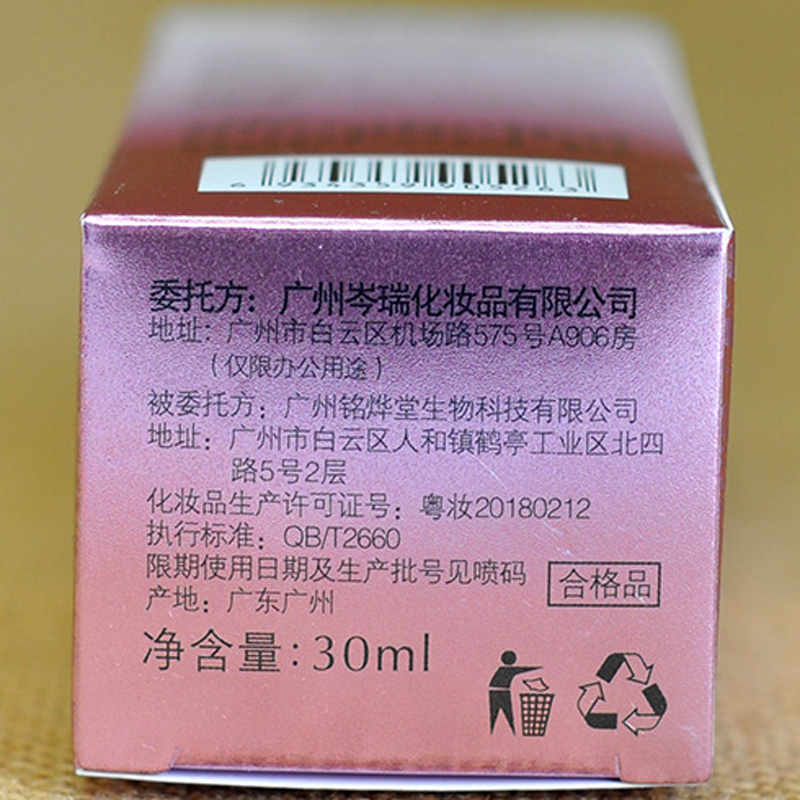 6 934359 905263
委托方：广州岑瑞化妆品有限公司
地址：广州市白云区机场路575号A906房
（仅限办公用途）
被委托方：广州铭烨堂生物科技有限公司
地址：广州市白云区人和镇鹤亭工业区北四
路5号2层
化妆品生产许可证号：粤妆20180212
执行标准：QB/T2660
限期使用日期及生产批号见喷码
合格品
产地：广东广州
净含量:30ml